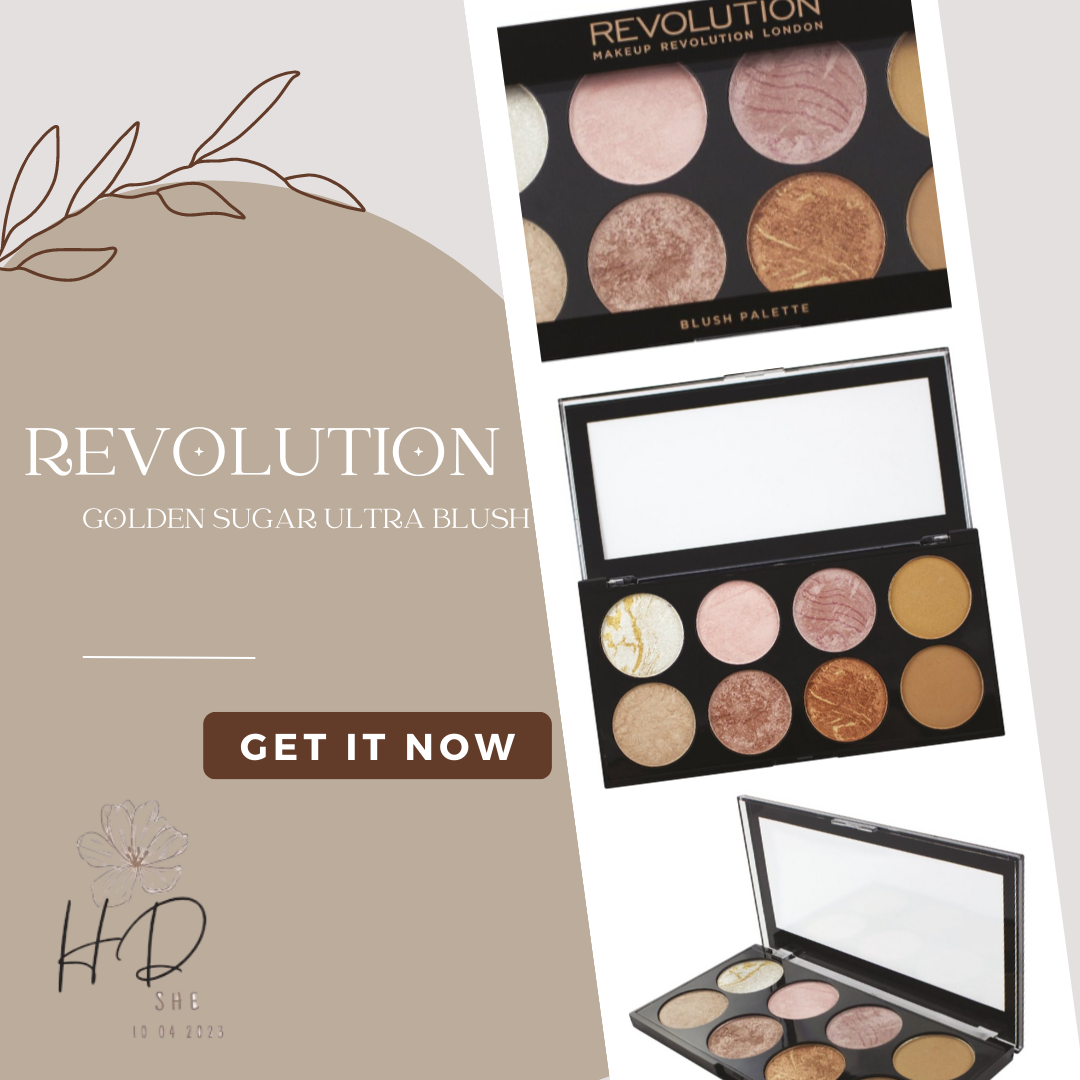 REVOLUTION
MAKEUP REVOLUTION LONDON
BLUSH PALETTE
REVOLUTION
GOLDEN SUGAR ULTRA BLUSH
GET IT NOW
HD
SHE
10 04 2023